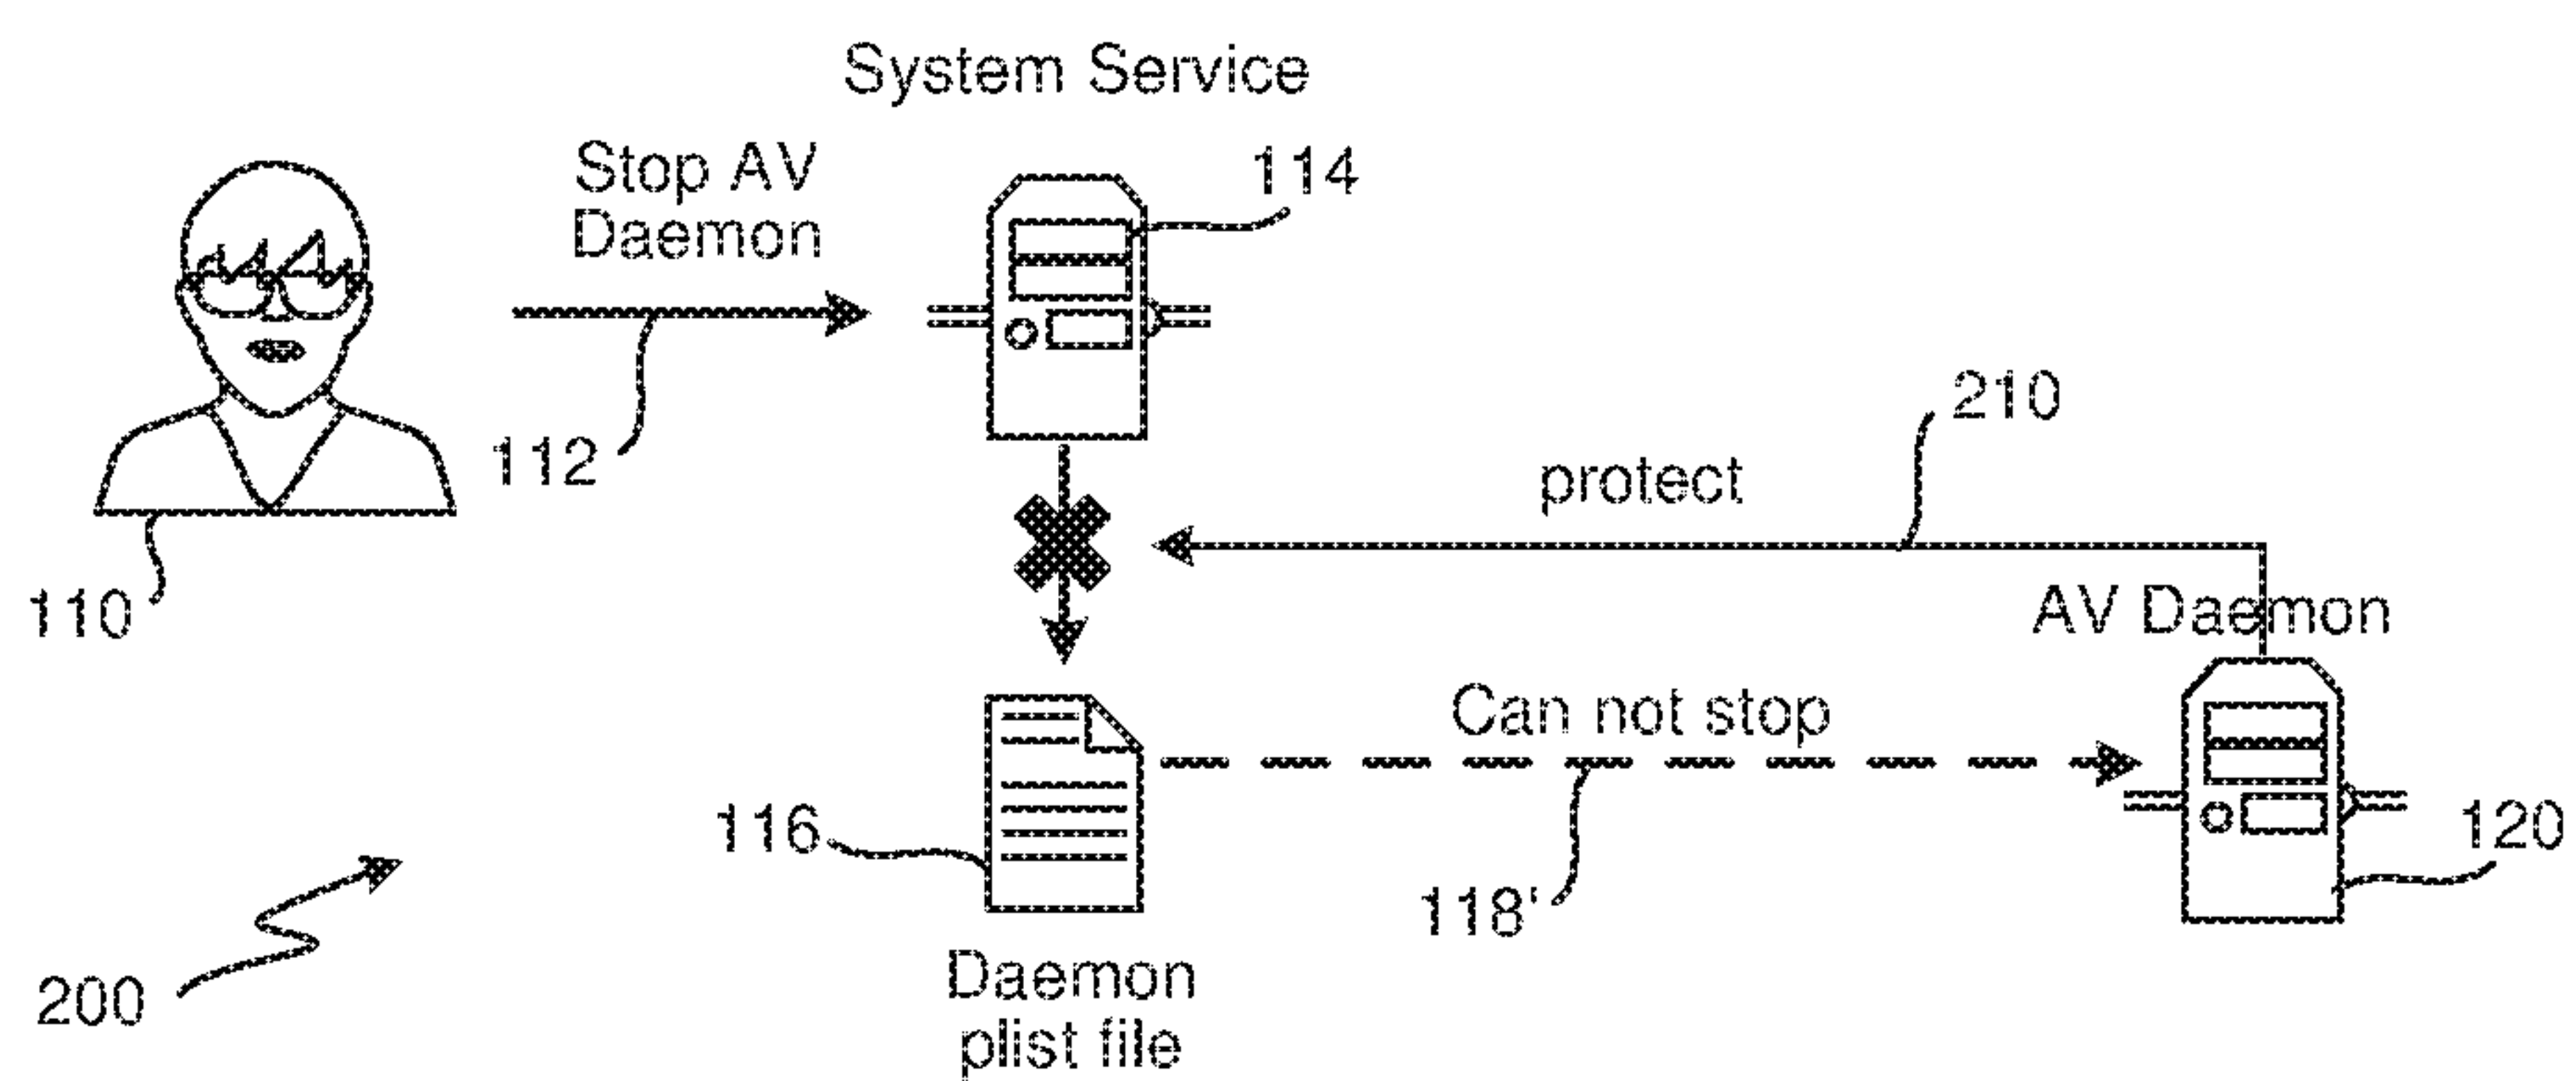 System Service
Stop AV
Daemon
114
112
210
protect
110
AV Daemon
Can not stop
116
118'
120
200
Daemon
plist file